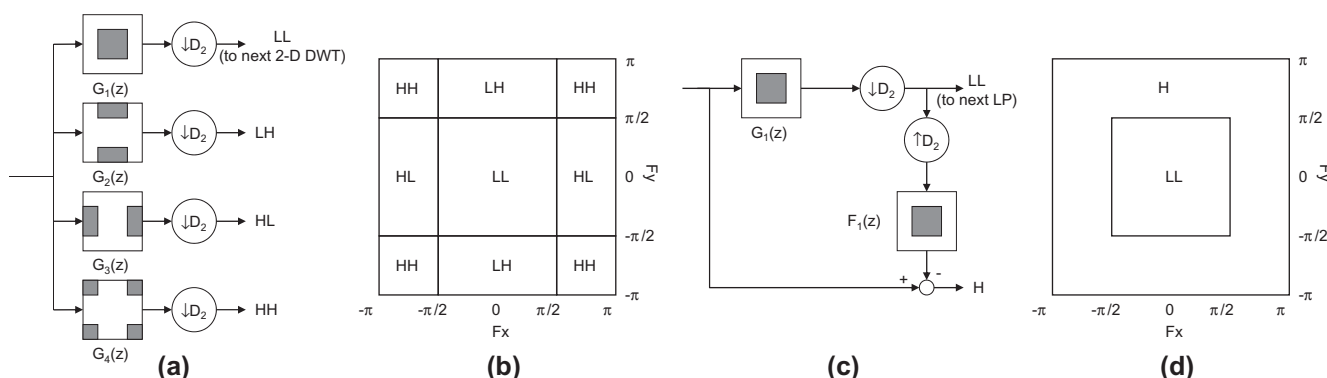 LL
(to next 2-D DWT)
↓D₂
G₁(z)
↓D₂
LH
G₂(z)
↓D₂
HL
G₃(z)
↓D₂
HH
G₄(z)
(a)
HH LH HH
HL LL HL
HH LH HH
π
π/2
0
-π/2
-π
Fy
-π -π/2 0 π/2 π
Fx
(b)
G₁(z)
↓D₂
LL
(to next LP)
↑D₂
F₁(z)
+
-
H
(c)
H
LL
π
π/2
0
-π/2
-π
Fy
-π -π/2 0 π/2 π
Fx
(d)